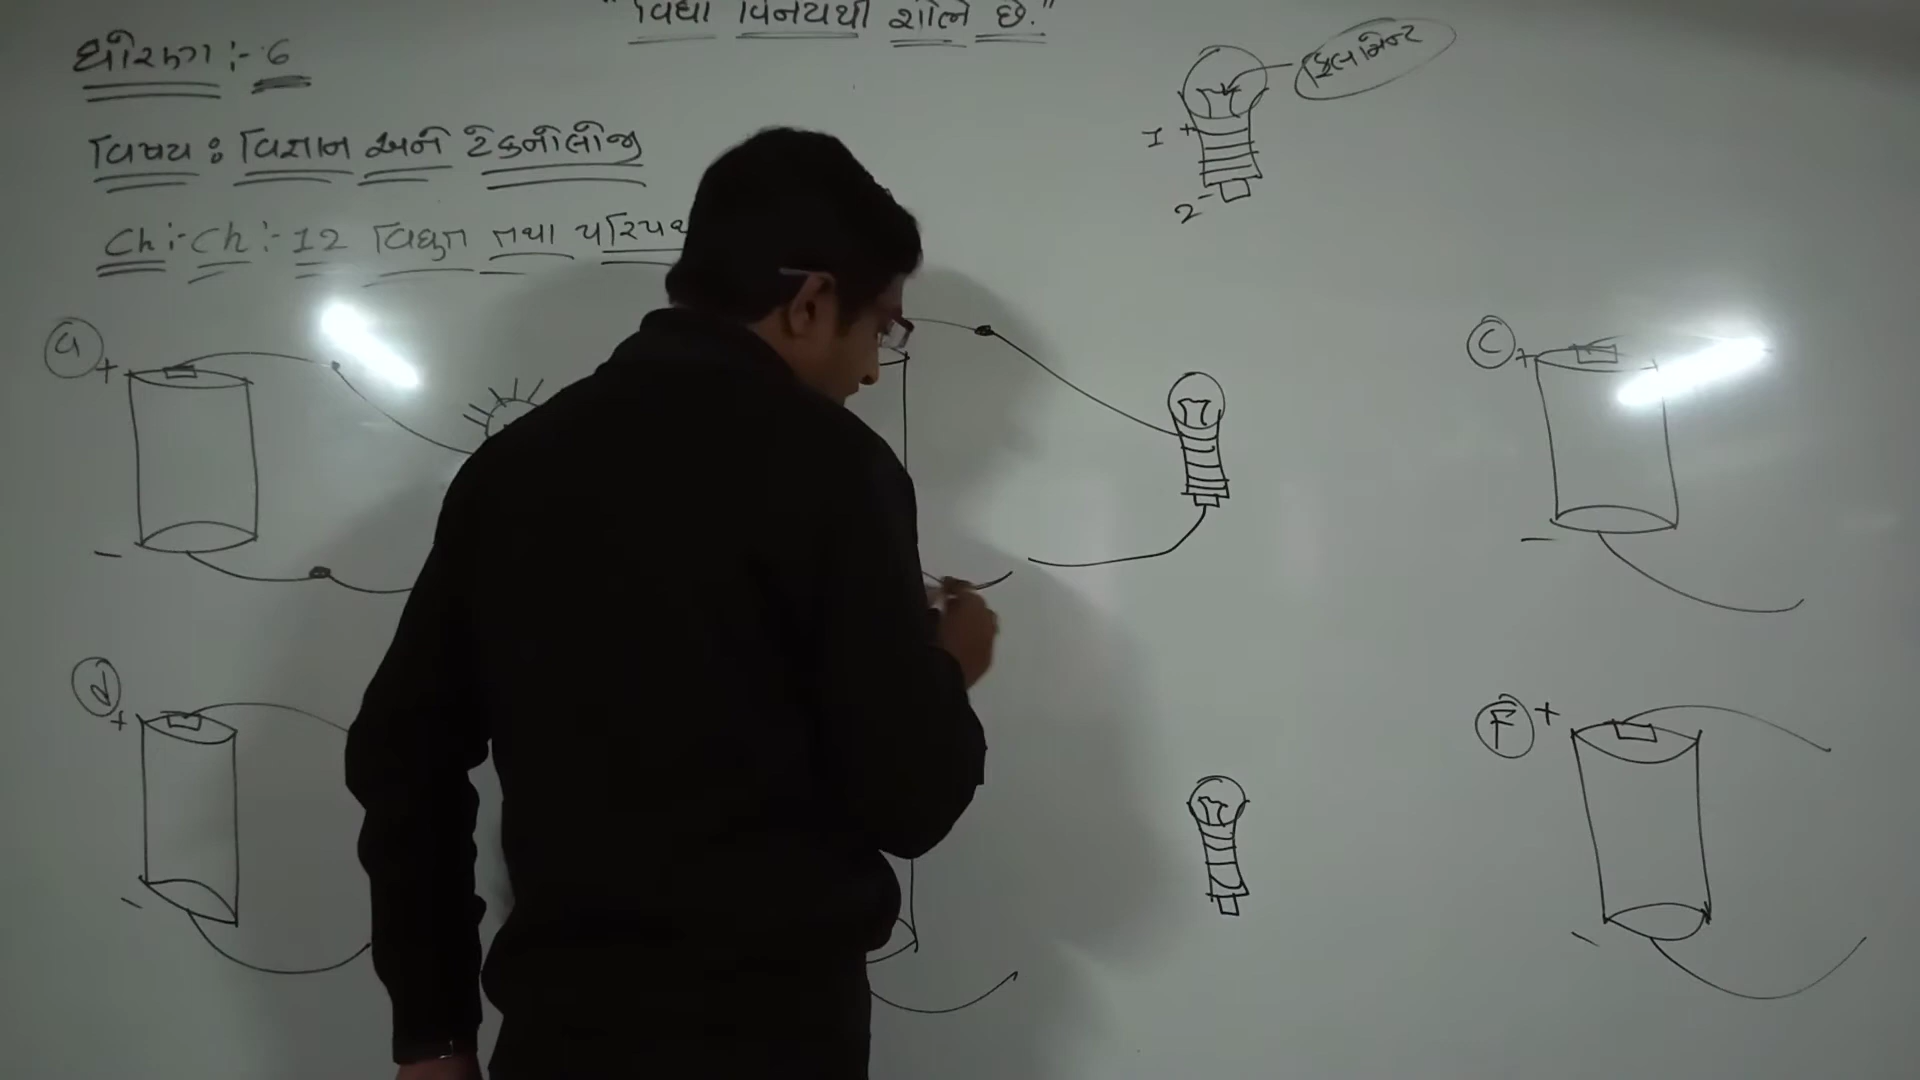 "વિદ્યા વિનયથી શોભે છે."
ધોરણ :- 6
વિષય : વિજ્ઞાન અને ટેકનોલોજી
Ch :- Ch :- 12 વિદ્યુત તથા પરિપથ
ફિલામેન્ટ
1 +
2 -
a +
-
c +
-
d +
-
F +
-